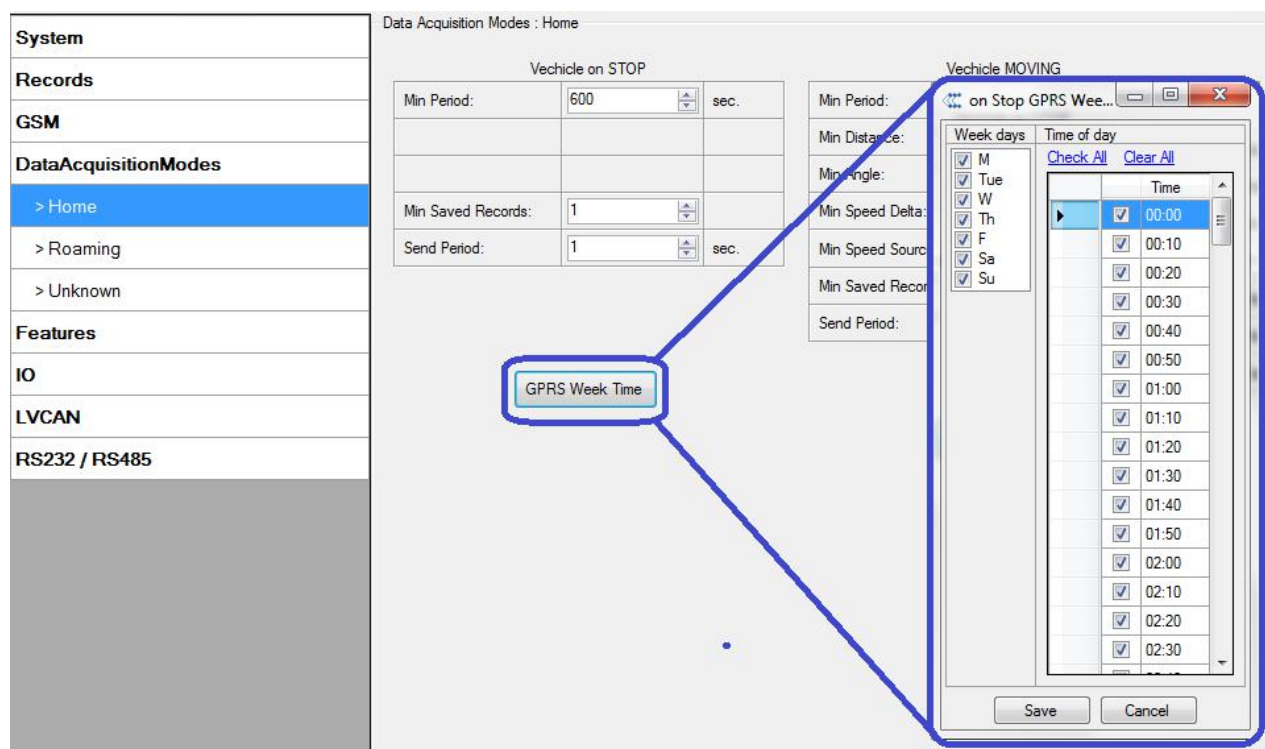 System
Records
GSM
DataAcquisitionModes
> Home
> Roaming
> Unknown
Features
IO
LVCAN
RS232 / RS485
Data Acquisition Modes : Home
Vechicle on STOP
Min Period: 600 sec.
Min Saved Records: 1
Send Period: 1 sec.
GPRS Week Time
Vechicle MOVING
Min Period:
Min Distance:
Min Angle:
Min Speed Delta:
Min Speed Sourc
Min Saved Recor
Send Period:
on Stop GPRS Wee...
Week days
M
Tue
W
Th
F
Sa
Su
Time of day
Check All Clear All
Time
00:00
00:10
00:20
00:30
00:40
00:50
01:00
01:10
01:20
01:30
01:40
01:50
02:00
02:10
02:20
02:30
Save Cancel